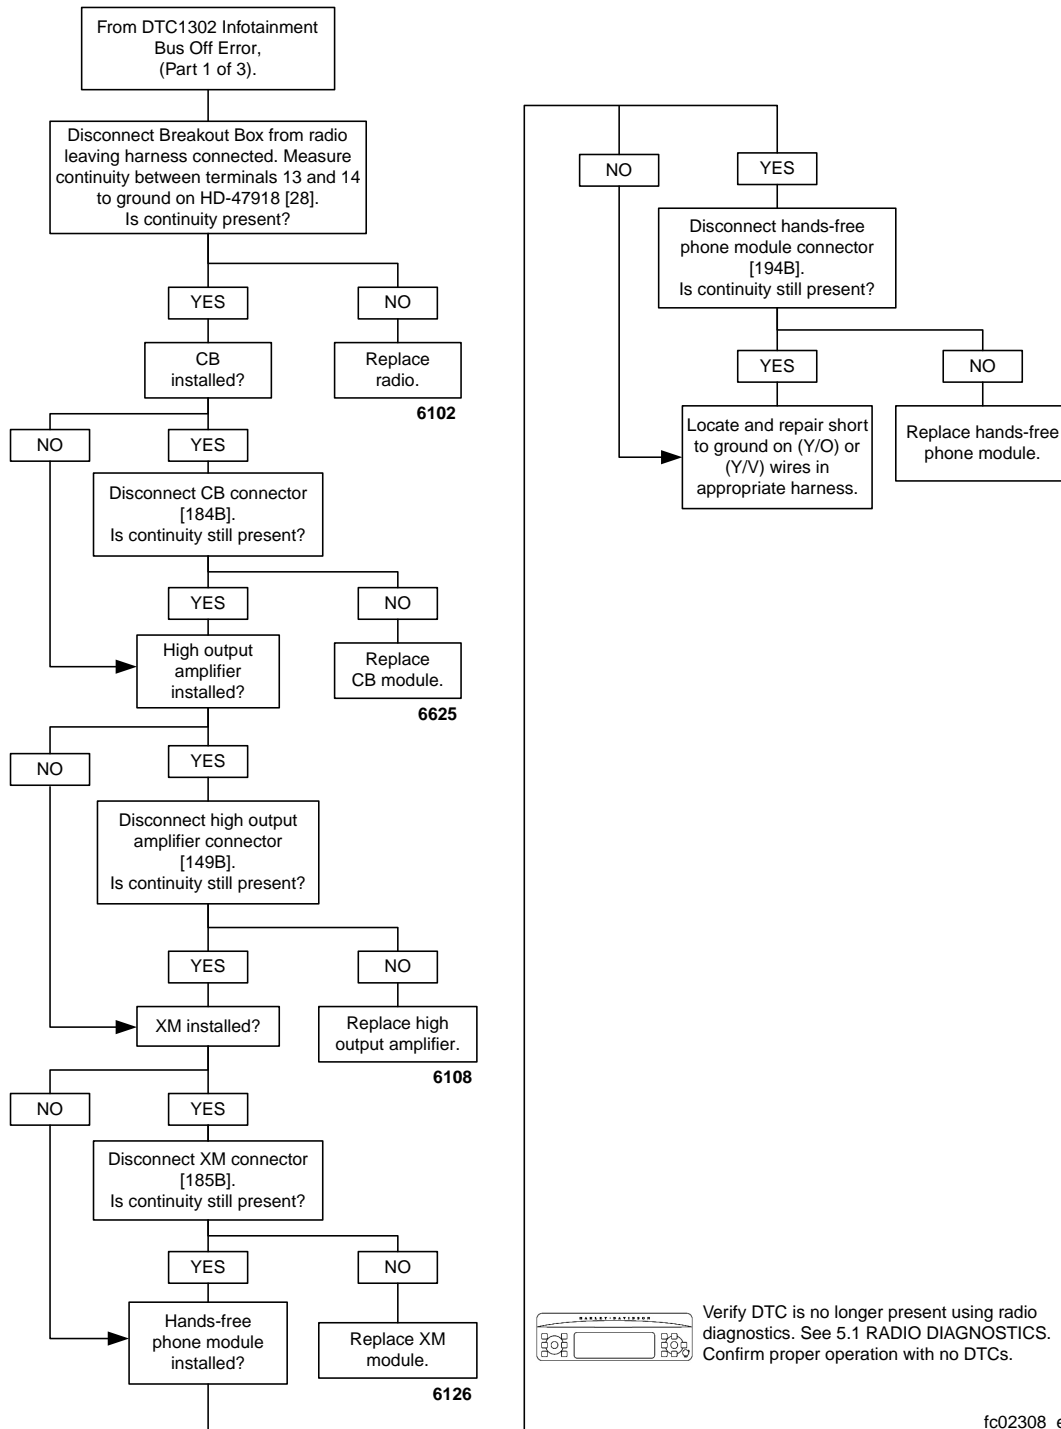 From DTC1302 Infotainment
Bus Off Error,
(Part 1 of 3).
Disconnect Breakout Box from radio
leaving harness connected. Measure
continuity between terminals 13 and 14
to ground on HD-47918 [28].
Is continuity present?
YES
NO
CB
installed?
Replace
radio.
6102
NO
YES
Disconnect CB connector
[184B].
Is continuity still present?
YES
NO
High output
amplifier
installed?
Replace
CB module.
6625
NO
YES
Disconnect high output
amplifier connector
[149B].
Is continuity still present?
YES
NO
XM installed?
Replace high
output amplifier.
6108
NO
YES
Disconnect XM connector
[185B].
Is continuity still present?
YES
NO
Hands-free
phone module
installed?
Replace XM
module.
6126
NO
YES
Disconnect hands-free
phone module connector
[194B].
Is continuity still present?
YES
NO
Locate and repair short
to ground on (Y/O) or
(Y/V) wires in
appropriate harness.
Replace hands-free
phone module.
HARLEY-DAVIDSON
Verify DTC is no longer present using radio
diagnostics. See 5.1 RADIO DIAGNOSTICS.
Confirm proper operation with no DTCs.
fc02308_e